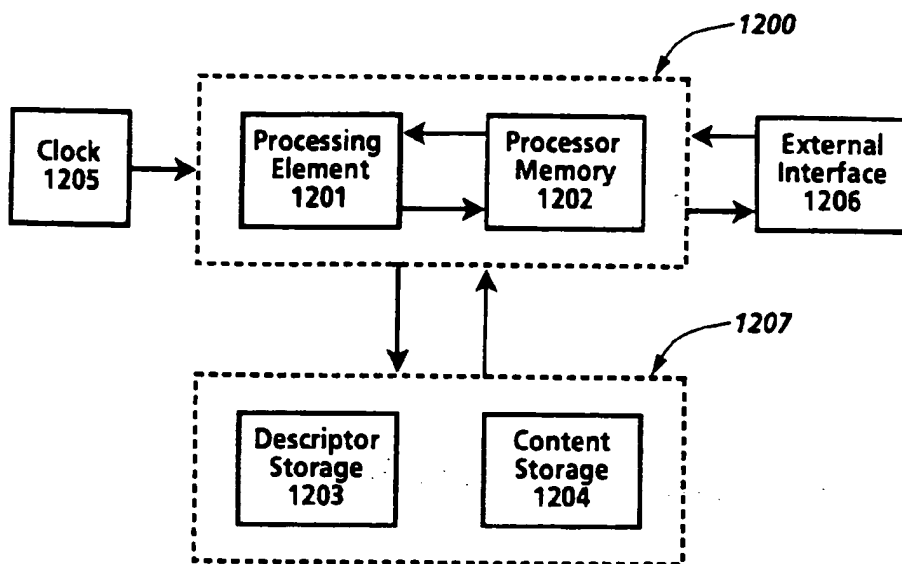 1200
Clock
1205
Processing
Element
1201
Processor
Memory
1202
External
Interface
1206
1207
Descriptor
Storage
1203
Content
Storage
1204